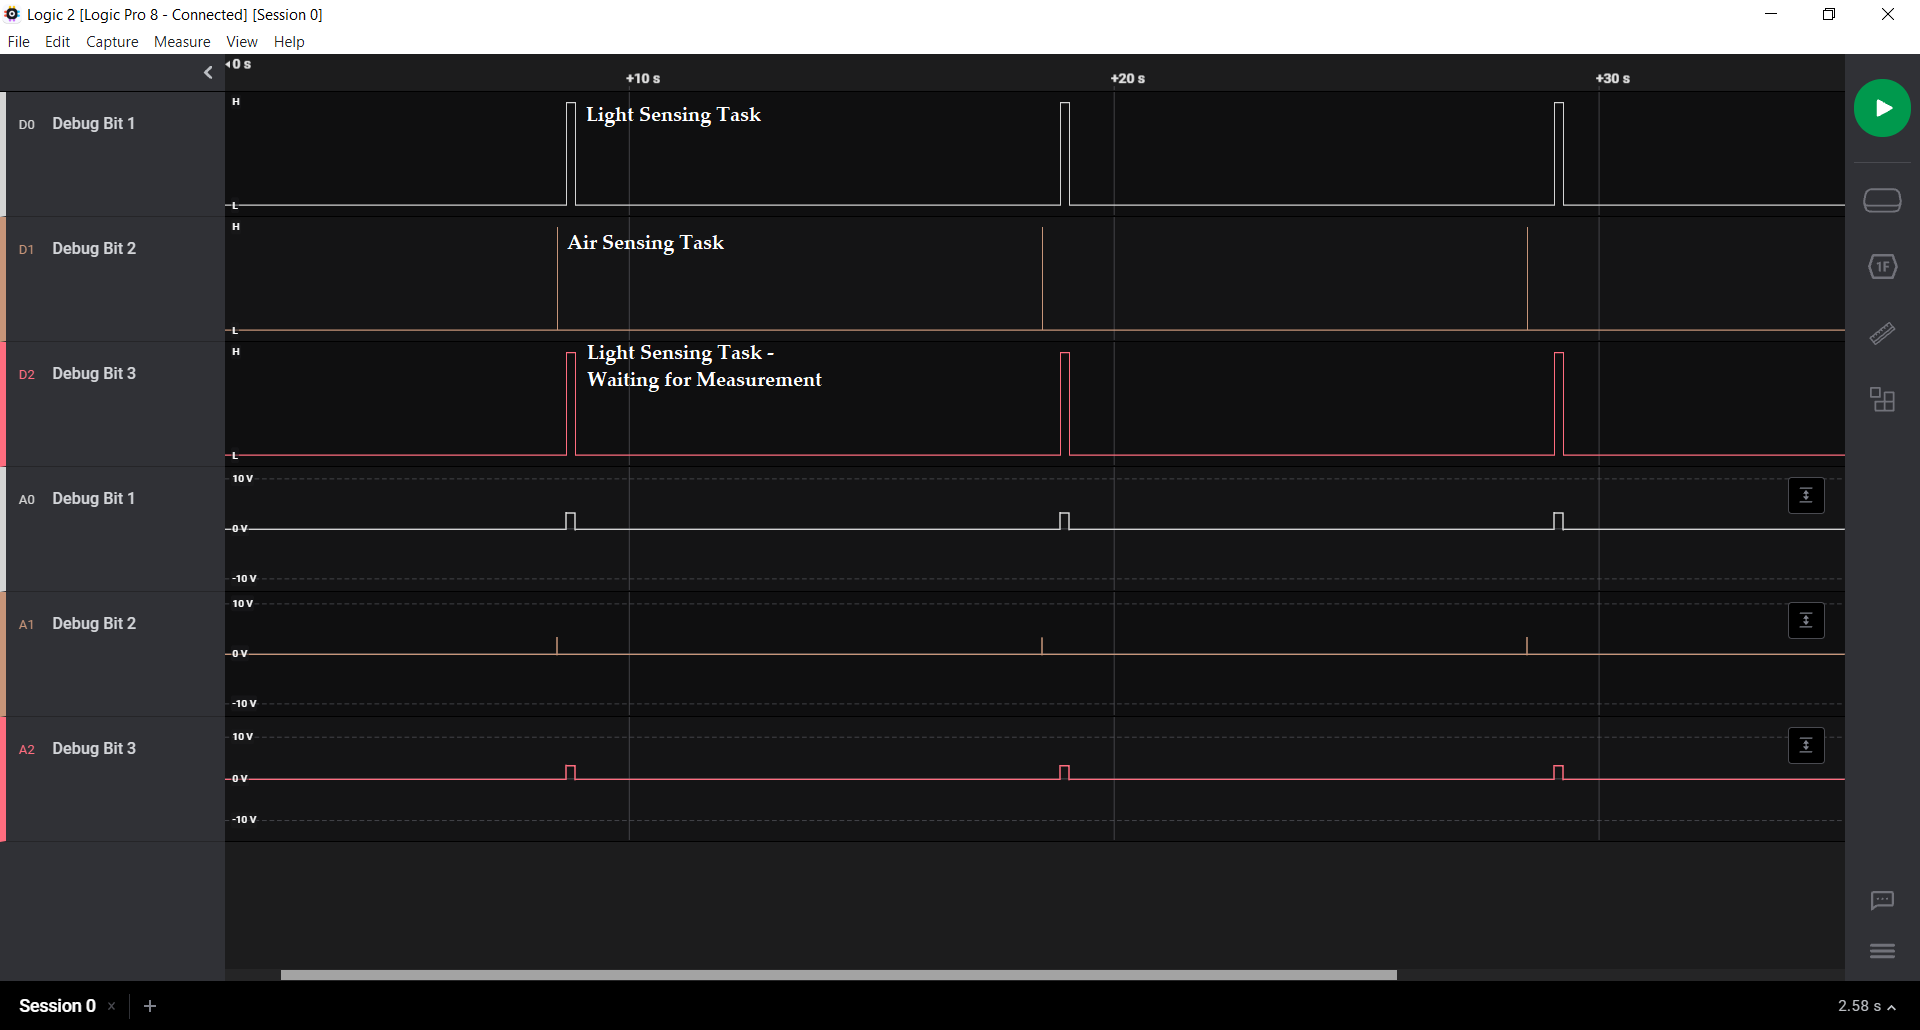 Logic 2 [Logic Pro 8 - Connected] [Session 0]
File Edit Capture Measure View Help
0 s
+10 s +20 s +30 s
D0 Debug Bit 1
H
Light Sensing Task
L
D1 Debug Bit 2
H
Air Sensing Task
L
D2 Debug Bit 3
H
Light Sensing Task -
Waiting for Measurement
L
A0 Debug Bit 1
10 V
0 V
-10 V
A1 Debug Bit 2
10 V
0 V
-10 V
A2 Debug Bit 3
10 V
0 V
-10 V
1F
Session 0
2.58 s